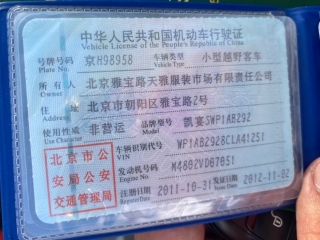 中华人民共和国机动车行驶证
Vehicle License of the People's Republic of China
号牌号码 京H98958 车辆类型 小型越野客车
Plate No. Vehicle Type
所有人 北京雅宝路天雅服装市场有限责任公司
Owner
住址 北京市朝阳区雅宝路2号
Address
使用性质 非营运 品牌型号 凯宴SWP1AB292
Use Character Model
北京市公安局公安交通管理局
车辆识别代号 WP1AB2928CLA41251
VIN
发动机号码 M4802VD67051
Engine No.
注册日期 2011-10-31 发证日期 2012-11-02
Register Date Issue Date